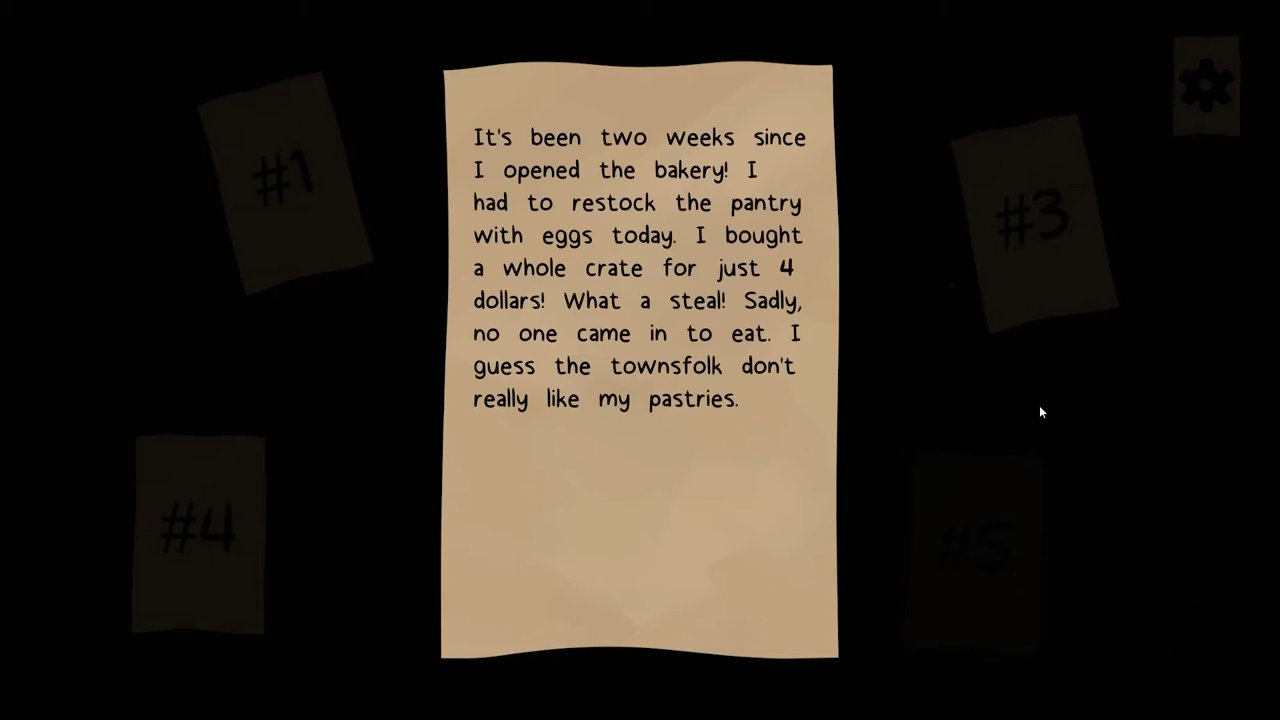 #1
It's been two weeks since
I opened the bakery! I
had to restock the pantry
with eggs today. I bought
a whole crate for just 4
dollars! What a steal! Sadly,
no one came in to eat. I
guess the townsfolk don't
really like my pastries.
#3
#4
#5